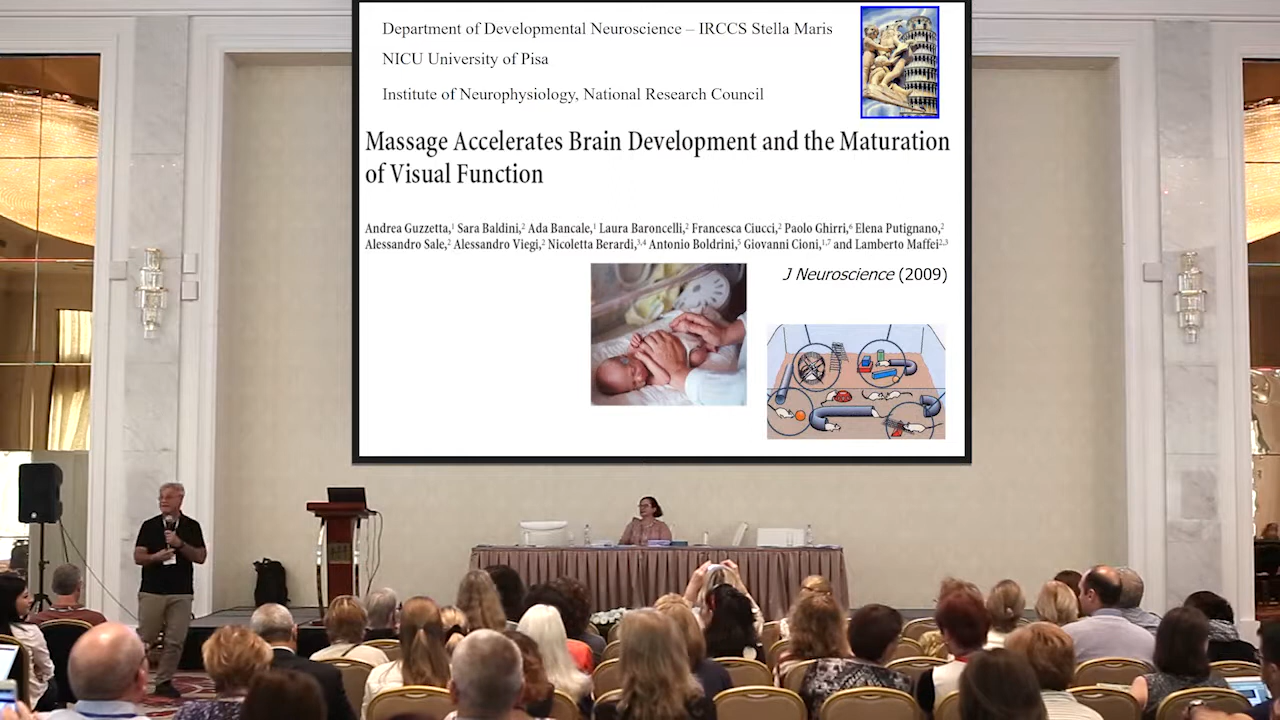 Department of Developmental Neuroscience – IRCCS Stella Maris
NICU University of Pisa
Institute of Neurophysiology, National Research Council
Massage Accelerates Brain Development and the Maturation
of Visual Function
Andrea Guzzetta,¹ Sara Baldini,² Ada Bancale,¹ Laura Baroncelli,² Francesca Ciucci,² Paolo Ghirri,⁶ Elena Putignano,²
Alessandro Sale,² Alessandro Viegi,² Nicoletta Berardi,³,⁴ Antonio Boldrini,⁵ Giovanni Cioni,¹,⁷ and Lamberto Maffei²,³
J Neuroscience (2009)